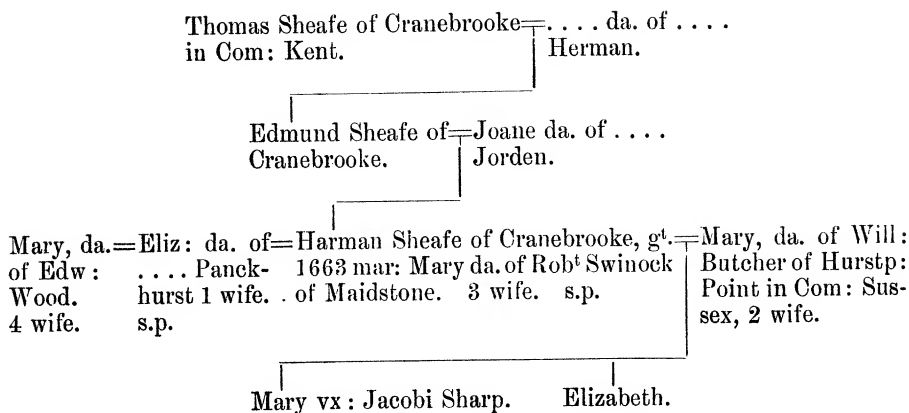 Thomas Sheafe of Cranebrooke=. . . . da. of . . . .
in Com: Kent. Herman.
Edmund Sheafe of=Joane da. of . . . .
Cranebrooke. Jorden.
Mary, da.=Eliz: da. of=Harman Sheafe of Cranebrooke, gᵗ.=Mary, da. of Will:
of Edw: . . . . Panck- 1663 mar: Mary da. of Robᵗ Swinock Butcher of Hurstp:
Wood. hurst 1 wife. . of Maidstone. 3 wife. s.p. Point in Com: Sus-
4 wife. s.p. sex, 2 wife.
Mary vx: Jacobi Sharp. Elizabeth.